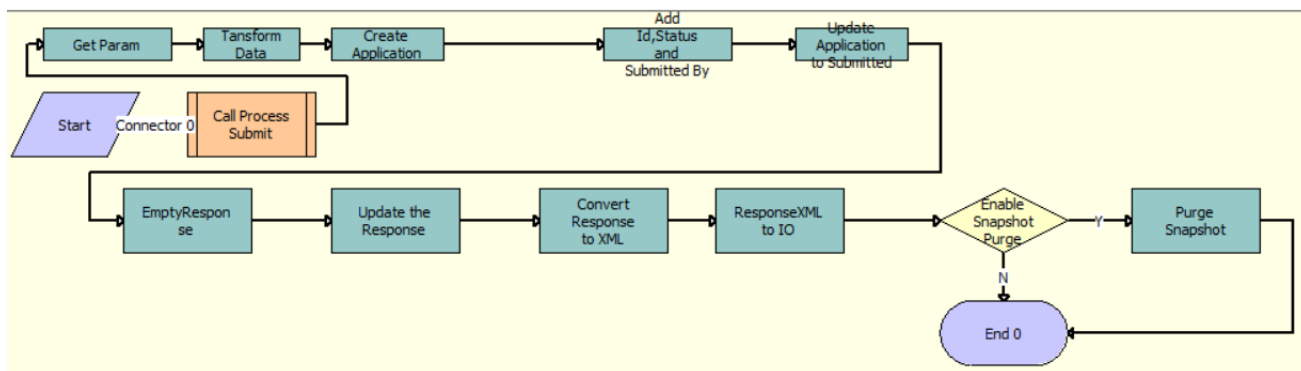 Get Param
Tansform
Data
Create
Application
Add
Id,Status
and
Submitted By
Update
Application
to Submitted
Start
Connector 0
Call Process
Submit
EmptyRespon
se
Update the
Response
Convert
Response
to XML
ResponseXML
to IO
Enable
Snapshot
Purge
Y
Purge
Snapshot
N
End 0